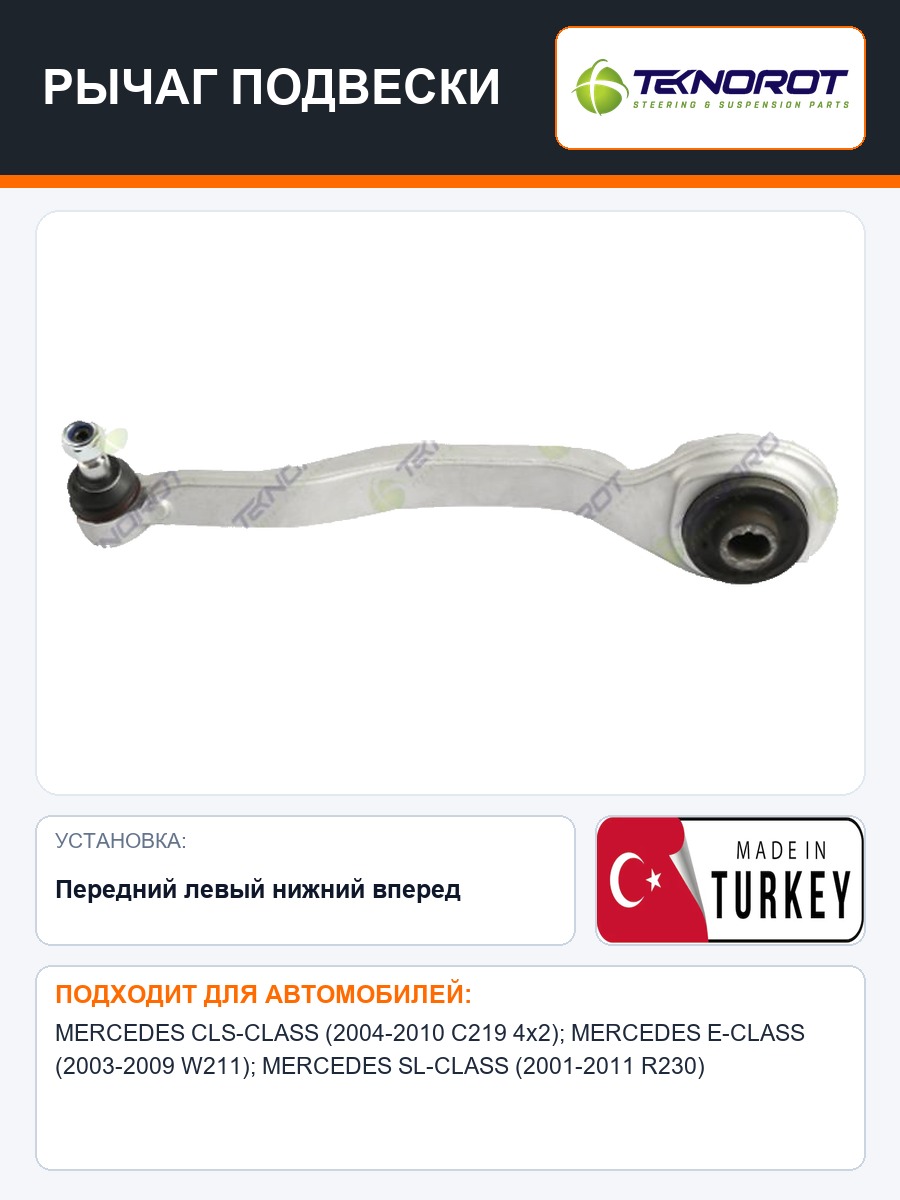 РЫЧАГ ПОДВЕСКИ
TEKNOROT
STEERING & SUSPENSION PARTS
TEKNOROT
УСТАНОВКА:
Передний левый нижний вперед
MADE IN
TURKEY
ПОДХОДИТ ДЛЯ АВТОМОБИЛЕЙ:
MERCEDES CLS-CLASS (2004-2010 C219 4x2); MERCEDES E-CLASS
(2003-2009 W211); MERCEDES SL-CLASS (2001-2011 R230)